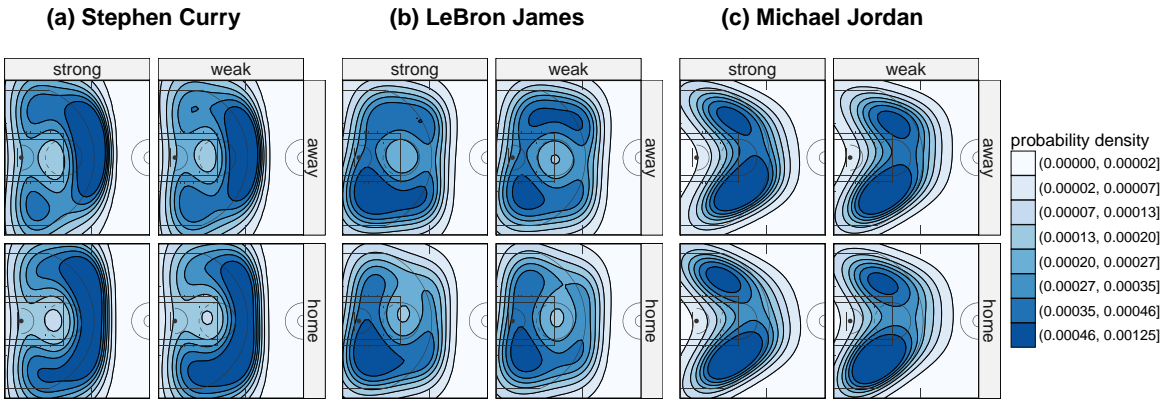 (a) Stephen Curry
(b) LeBron James
(c) Michael Jordan
strong
weak
strong
weak
strong
weak
away
away
away
home
home
home
probability density
(0.00000, 0.00002]
(0.00002, 0.00007]
(0.00007, 0.00013]
(0.00013, 0.00020]
(0.00020, 0.00027]
(0.00027, 0.00035]
(0.00035, 0.00046]
(0.00046, 0.00125]